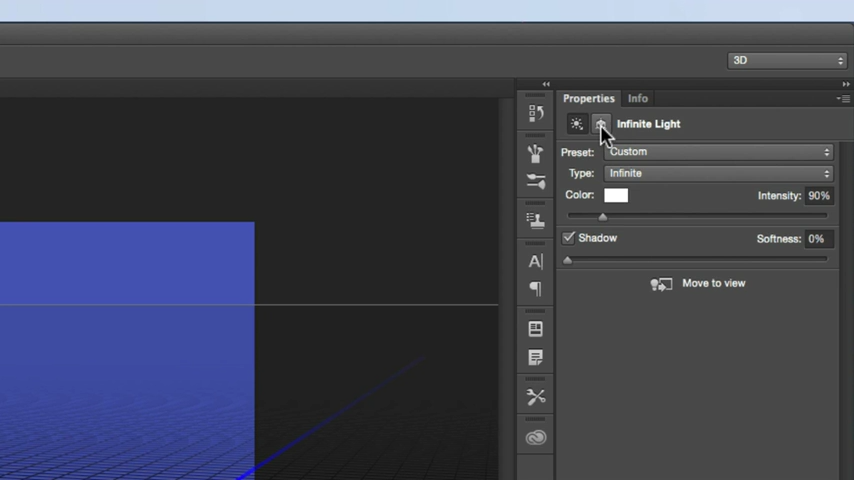 3D
Properties Info
Infinite Light
Preset: Custom
Type: Infinite
Color: Intensity: 90%
Shadow Softness: 0%
A
Move to view